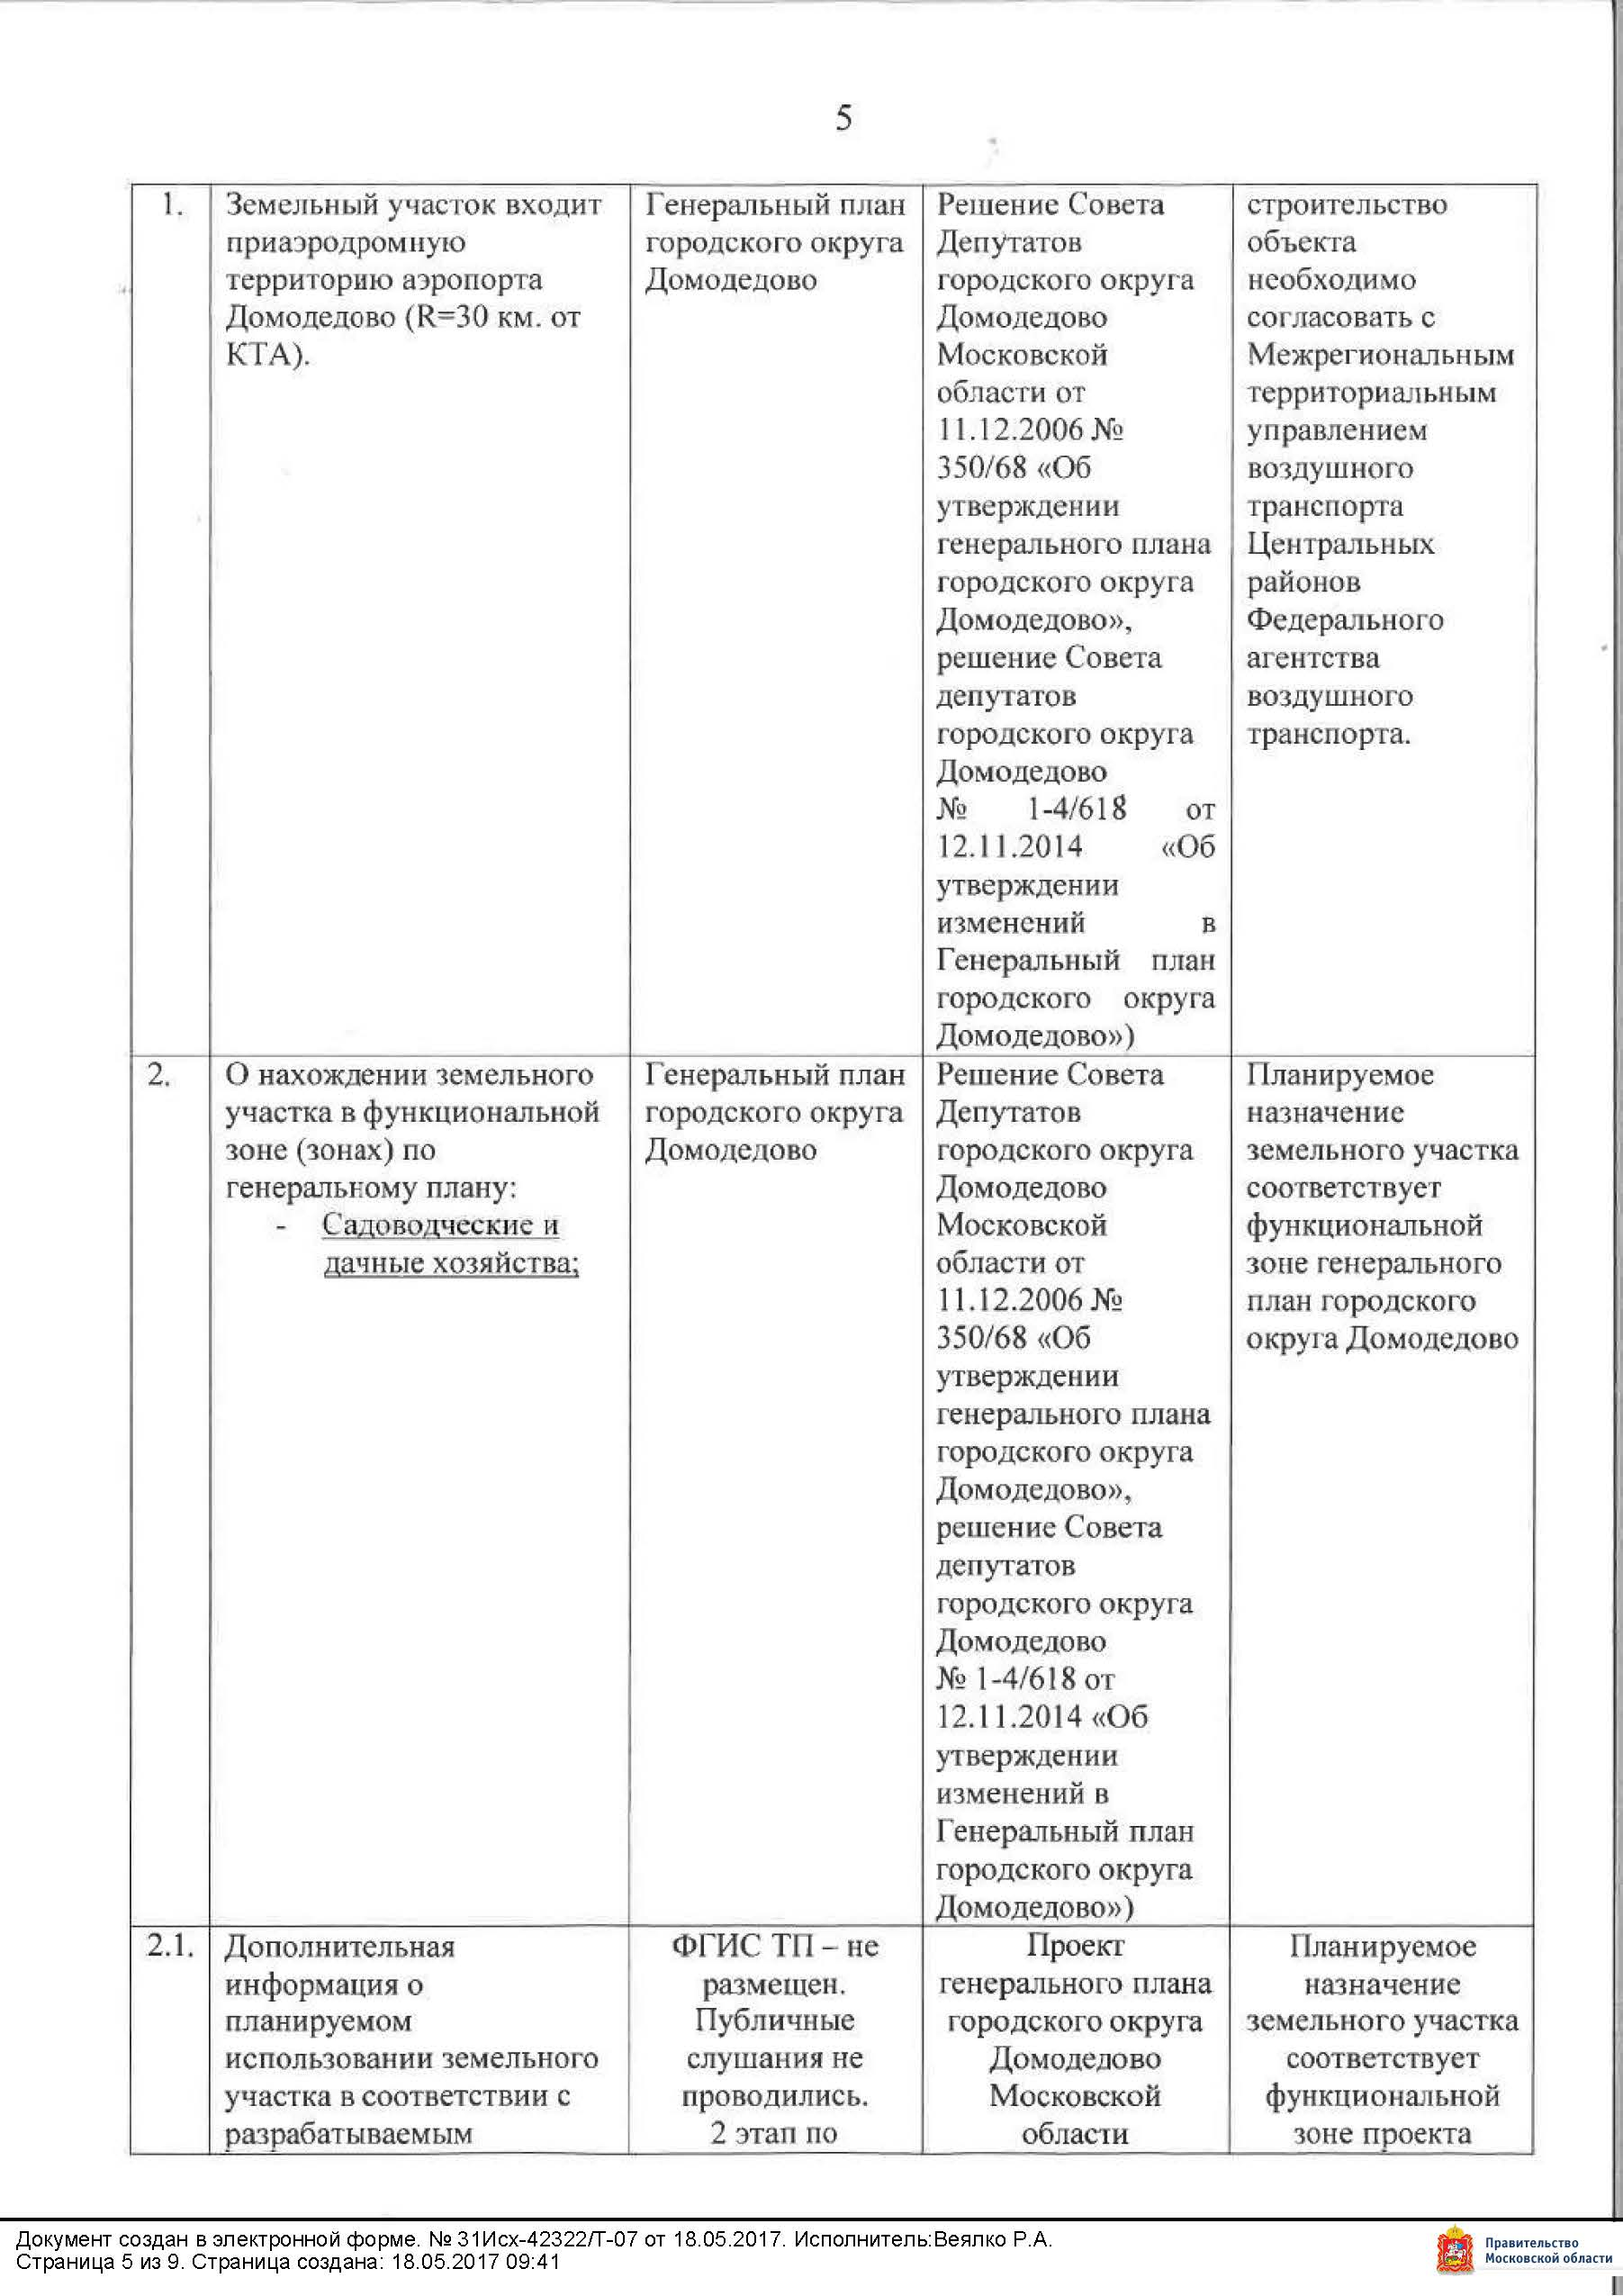 5
1.
Земельный участок входит
приаэродромную
территорию аэропорта
Домодедово (R=30 км. от
КТА).
Генеральный план
городского округа
Домодедово
Решение Совета
Депутатов
городского округа
Домодедово
Московской
области от
11.12.2006 №
350/68 «Об
утверждении
генерального плана
городского округа
Домодедово»,
решение Совета
депутатов
городского округа
Домодедово
№ 1-4/618 от
12.11.2014 «Об
утверждении
изменений в
Генеральный план
городского округа
Домодедово»)
строительство
объекта
необходимо
согласовать с
Межрегиональным
территориальным
управлением
воздушного
транспорта
Центральных
районов
Федерального
агентства
воздушного
транспорта.
2.
О нахождении земельного
участка в функциональной
зоне (зонах) по
генеральному плану:
- Садоводческие и
дачные хозяйства;
Генеральный план
городского округа
Домодедово
Решение Совета
Депутатов
городского округа
Домодедово
Московской
области от
11.12.2006 №
350/68 «Об
утверждении
генерального плана
городского округа
Домодедово»,
решение Совета
депутатов
городского округа
Домодедово
№ 1-4/618 от
12.11.2014 «Об
утверждении
изменений в
Генеральный план
городского округа
Домодедово»)
Планируемое
назначение
земельного участка
соответствует
функциональной
зоне генерального
план городского
округа Домодедово
2.1.
Дополнительная
информация о
планируемом
использовании земельного
участка в соответствии с
разрабатываемым
ФГИС ТП – не
размещен.
Публичные
слушания не
проводились.
2 этап по
Проект
генерального плана
городского округа
Домодедово
Московской
области
Планируемое
назначение
земельного участка
соответствует
функциональной
зоне проекта
Документ создан в электронной форме. № 31Исх-42322/Т-07 от 18.05.2017. Исполнитель:Веялко Р.А.
Страница 5 из 9. Страница создана: 18.05.2017 09:41
Правительство
Московской области